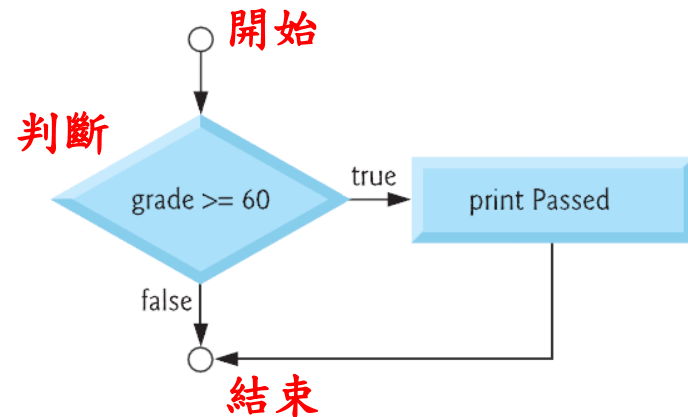 開始
判斷
grade >= 60
true
print Passed
false
結束